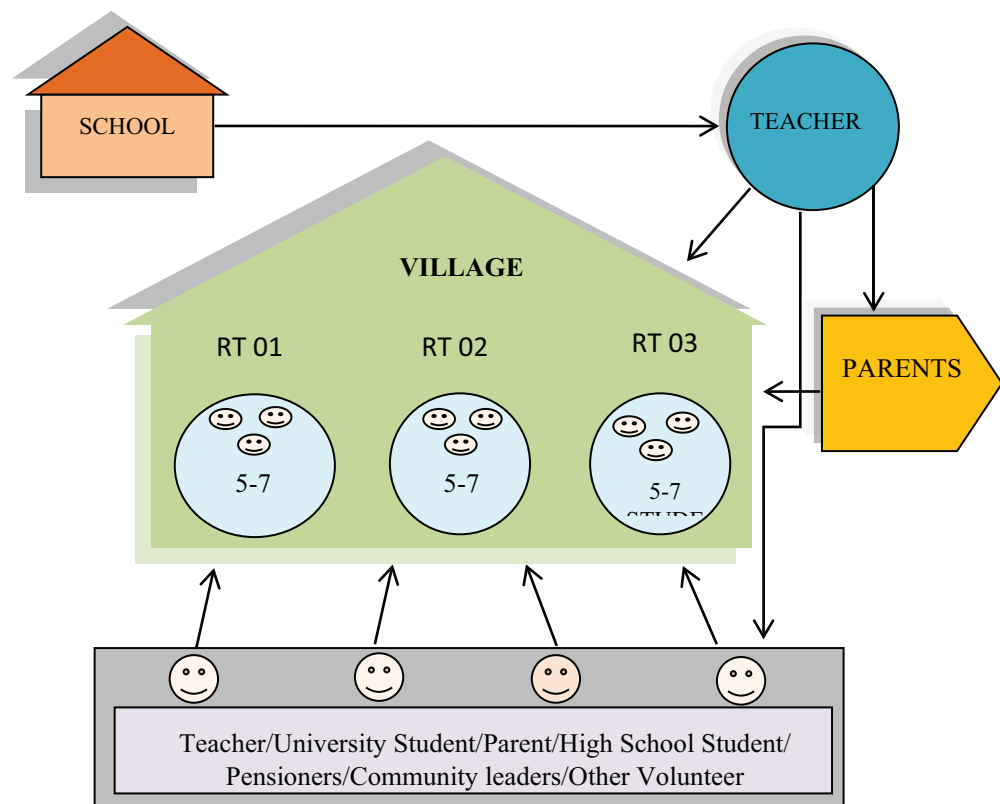 SCHOOL
TEACHER
VILLAGE
RT 01
RT 02
RT 03
PARENTS
5-7
5-7
5-7
Teacher/University Student/Parent/High School Student/
Pensioners/Community leaders/Other Volunteer